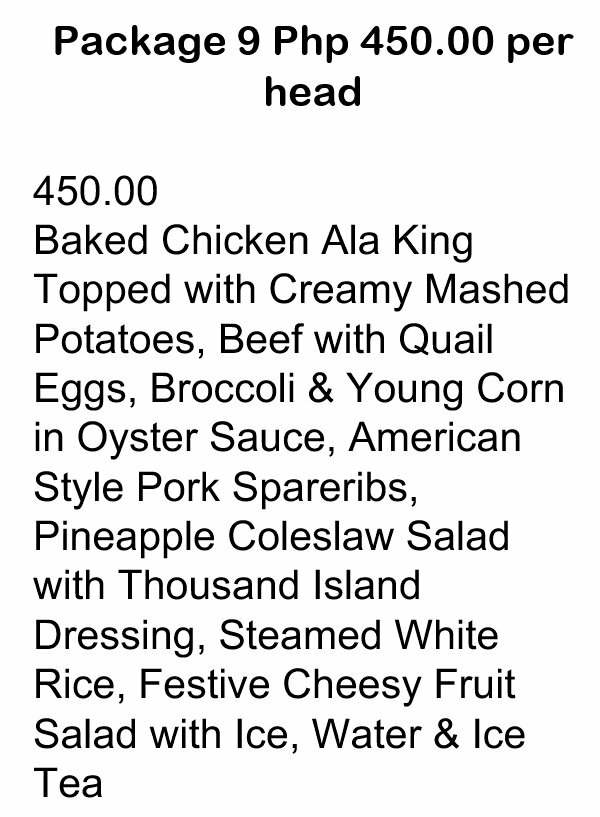 Package 9 Php 450.00 per
head
450.00
Baked Chicken Ala King
Topped with Creamy Mashed
Potatoes, Beef with Quail
Eggs, Broccoli & Young Corn
in Oyster Sauce, American
Style Pork Spareribs,
Pineapple Coleslaw Salad
with Thousand Island
Dressing, Steamed White
Rice, Festive Cheesy Fruit
Salad with Ice, Water & Ice
Tea